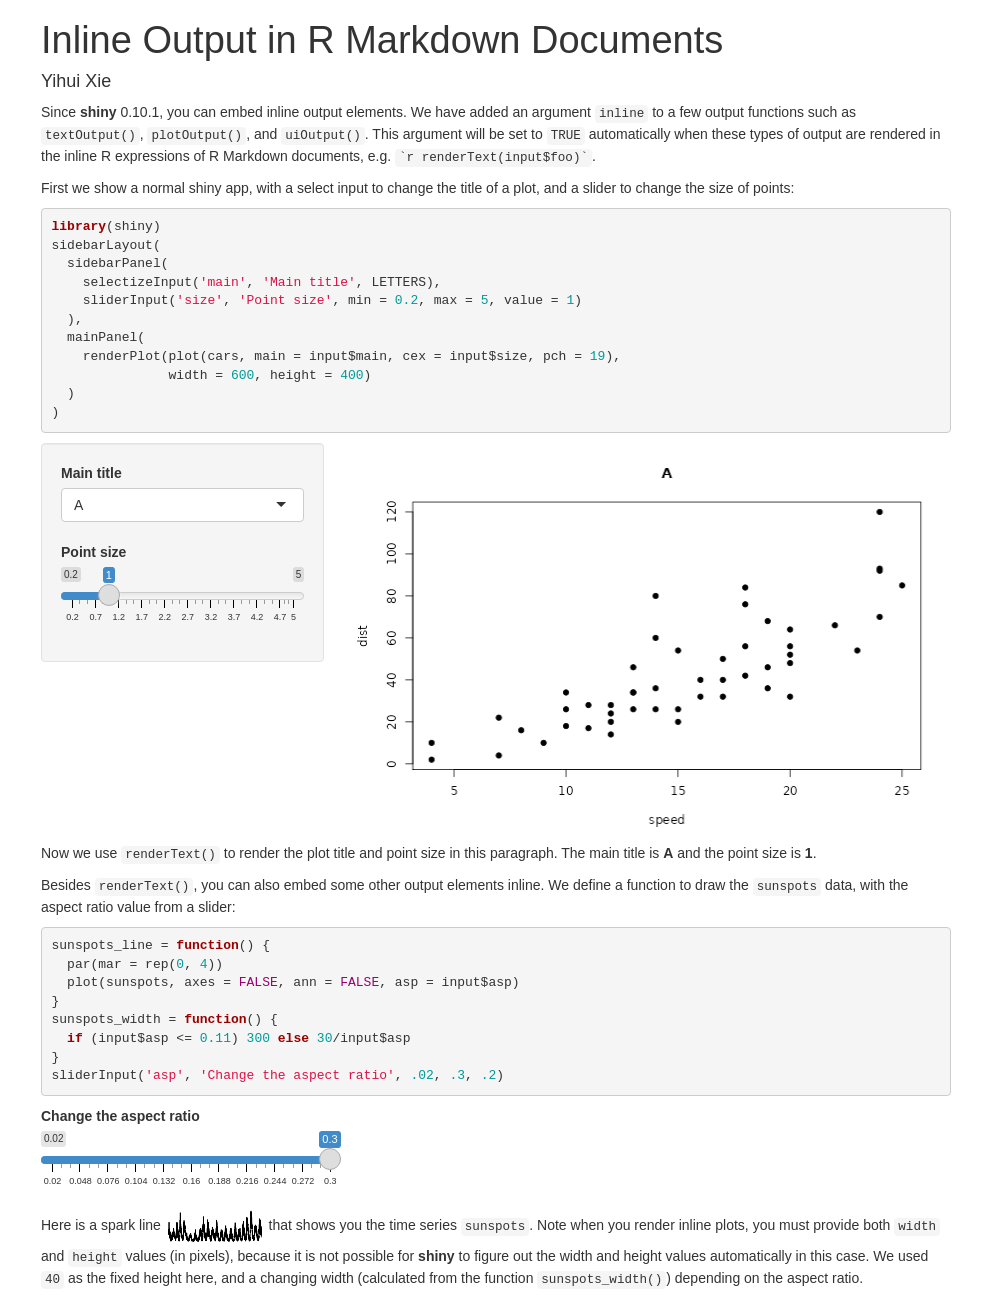 Inline Output in R Markdown Documents
Yihui Xie
Since shiny 0.10.1, you can embed inline output elements. We have added an argument inline to a few output functions such as
textOutput(), plotOutput(), and uiOutput(). This argument will be set to TRUE automatically when these types of output are rendered in
the inline R expressions of R Markdown documents, e.g. `r renderText(input$foo)`.
First we show a normal shiny app, with a select input to change the title of a plot, and a slider to change the size of points:
library(shiny)
sidebarLayout(
  sidebarPanel(
    selectizeInput('main', 'Main title', LETTERS),
    sliderInput('size', 'Point size', min = 0.2, max = 5, value = 1)
  ),
  mainPanel(
    renderPlot(plot(cars, main = input$main, cex = input$size, pch = 19),
               width = 600, height = 400)
  )
)
Main title
A
Point size
0.2 1 5
0.2 0.7 1.2 1.7 2.2 2.7 3.2 3.7 4.2 4.7 5
A
dist
120
100
80
60
40
20
0
5 10 15 20 25
speed
Now we use renderText() to render the plot title and point size in this paragraph. The main title is A and the point size is 1.
Besides renderText(), you can also embed some other output elements inline. We define a function to draw the sunspots data, with the
aspect ratio value from a slider:
sunspots_line = function() {
  par(mar = rep(0, 4))
  plot(sunspots, axes = FALSE, ann = FALSE, asp = input$asp)
}
sunspots_width = function() {
  if (input$asp <= 0.11) 300 else 30/input$asp
}
sliderInput('asp', 'Change the aspect ratio', .02, .3, .2)
Change the aspect ratio
0.02 0.3
0.02 0.048 0.076 0.104 0.132 0.16 0.188 0.216 0.244 0.272 0.3
Here is a spark line that shows you the time series sunspots. Note when you render inline plots, you must provide both width
and height values (in pixels), because it is not possible for shiny to figure out the width and height values automatically in this case. We used
40 as the fixed height here, and a changing width (calculated from the function sunspots_width()) depending on the aspect ratio.